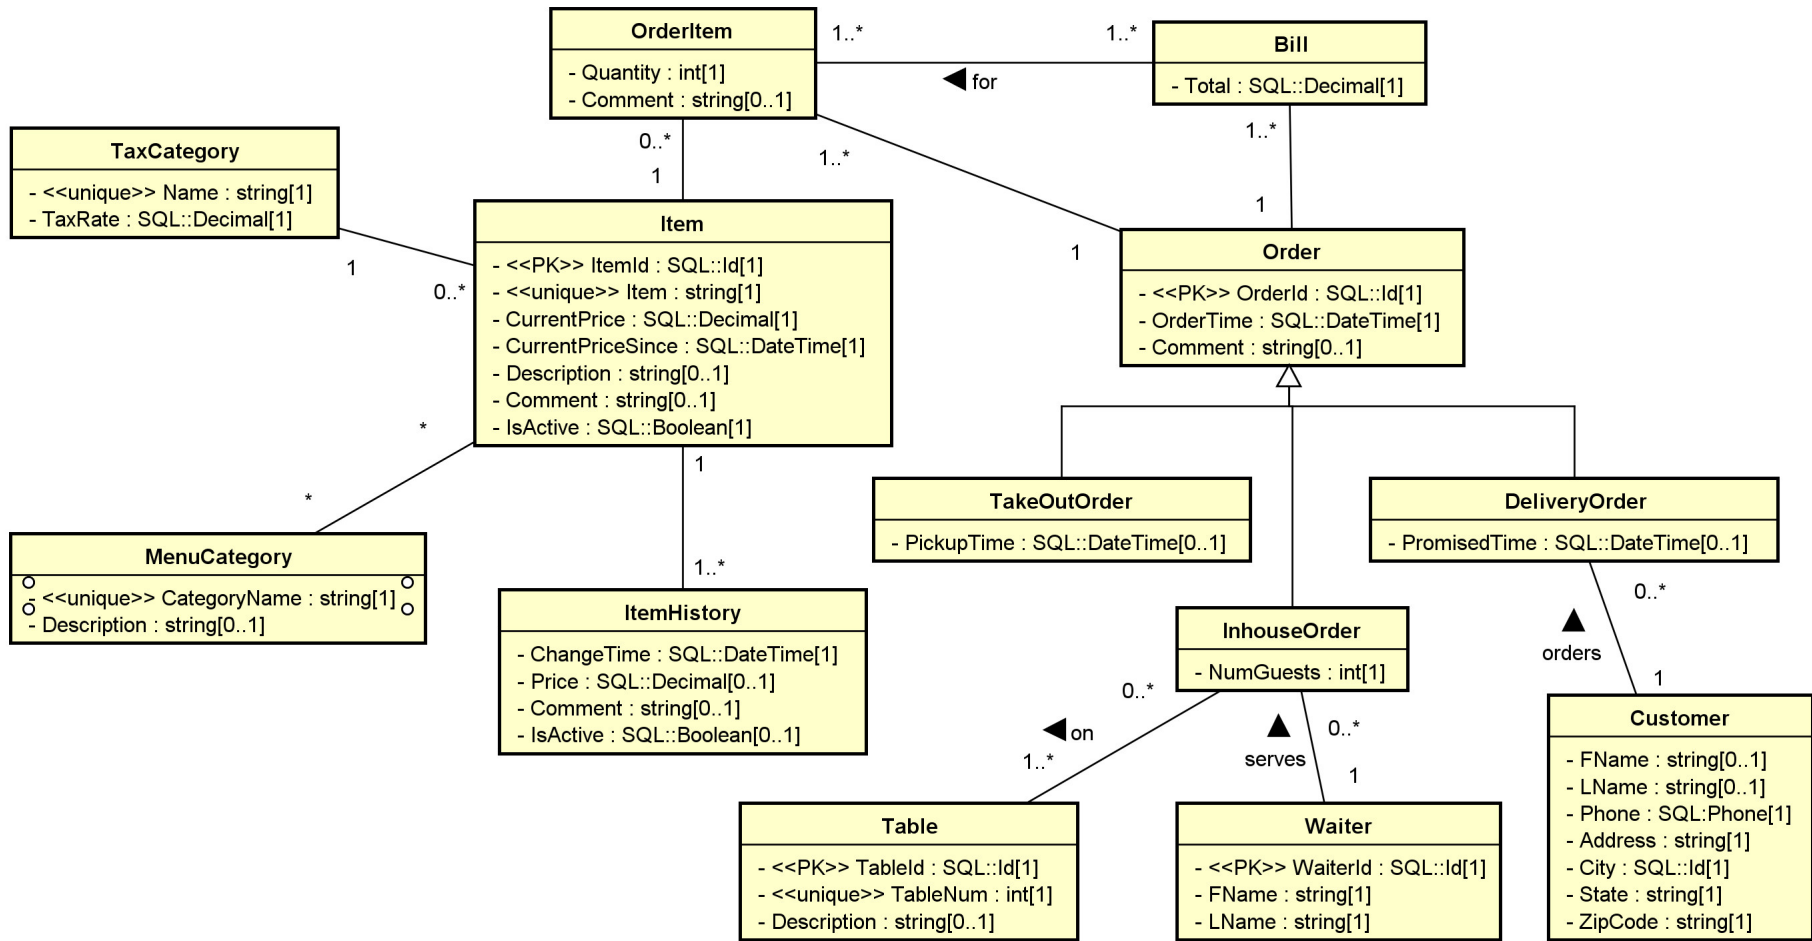 OrderItem
- Quantity : int[1]
- Comment : string[0..1]
1..*
1..*
◀ for
Bill
- Total : SQL::Decimal[1]
TaxCategory
- <<unique>> Name : string[1]
- TaxRate : SQL::Decimal[1]
0..*
1
1..*
1
1..*
1
1
0..*
Item
- <<PK>> ItemId : SQL::Id[1]
- <<unique>> Item : string[1]
- CurrentPrice : SQL::Decimal[1]
- CurrentPriceSince : SQL::DateTime[1]
- Description : string[0..1]
- Comment : string[0..1]
- IsActive : SQL::Boolean[1]
Order
- <<PK>> OrderId : SQL::Id[1]
- OrderTime : SQL::DateTime[1]
- Comment : string[0..1]
*
*
1
1..*
TakeOutOrder
- PickupTime : SQL::DateTime[0..1]
DeliveryOrder
- PromisedTime : SQL::DateTime[0..1]
MenuCategory
- <<unique>> CategoryName : string[1]
- Description : string[0..1]
ItemHistory
- ChangeTime : SQL::DateTime[1]
- Price : SQL::Decimal[0..1]
- Comment : string[0..1]
- IsActive : SQL::Boolean[0..1]
InhouseOrder
- NumGuests : int[1]
0..*
▲
orders
1
0..*
◀ on
1..*
▲
serves
0..*
1
Table
- <<PK>> TableId : SQL::Id[1]
- <<unique>> TableNum : int[1]
- Description : string[0..1]
Waiter
- <<PK>> WaiterId : SQL::Id[1]
- FName : string[1]
- LName : string[1]
Customer
- FName : string[0..1]
- LName : string[0..1]
- Phone : SQL:Phone[1]
- Address : string[1]
- City : SQL::Id[1]
- State : string[1]
- ZipCode : string[1]